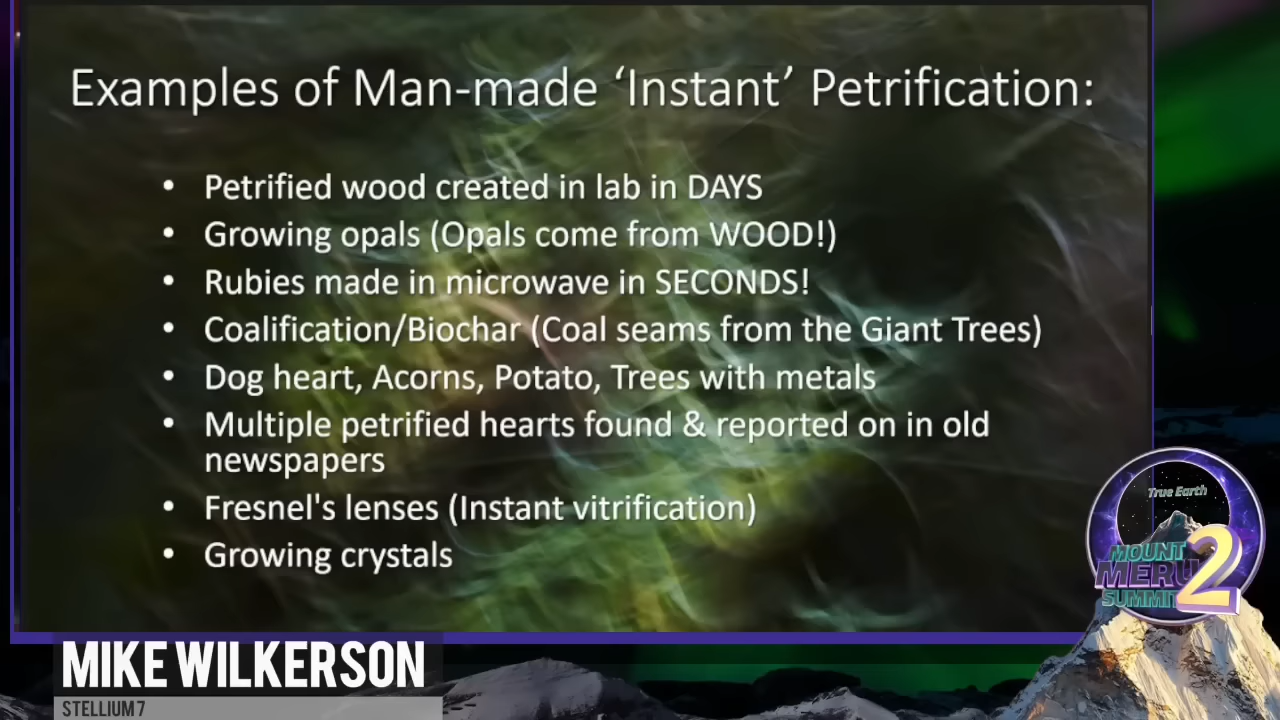 Examples of Man-made ‘Instant’ Petrification:
• Petrified wood created in lab in DAYS
• Growing opals (Opals come from WOOD!)
• Rubies made in microwave in SECONDS!
• Coalification/Biochar (Coal seams from the Giant Trees)
• Dog heart, Acorns, Potato, Trees with metals
• Multiple petrified hearts found & reported on in old
newspapers
• Fresnel's lenses (Instant vitrification)
• Growing crystals
True Earth
MOUNT
MERU
SUMMIT
2
MIKE WILKERSON
STELLIUM 7